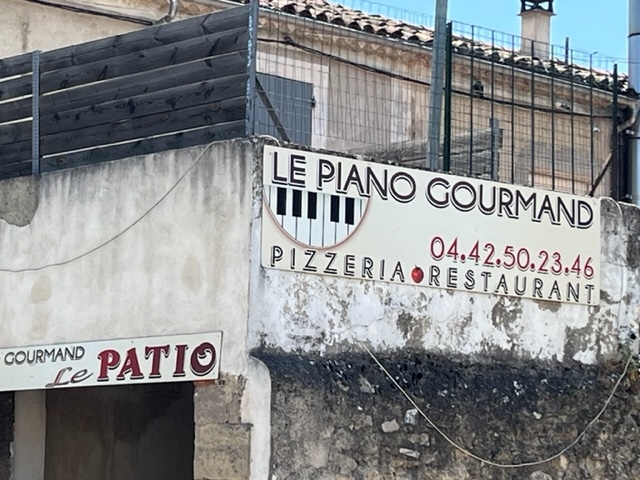 LE PIANO GOURMAND
04.42.50.23.46
PIZZERIA RESTAURANT
GOURMAND
Le PATIO